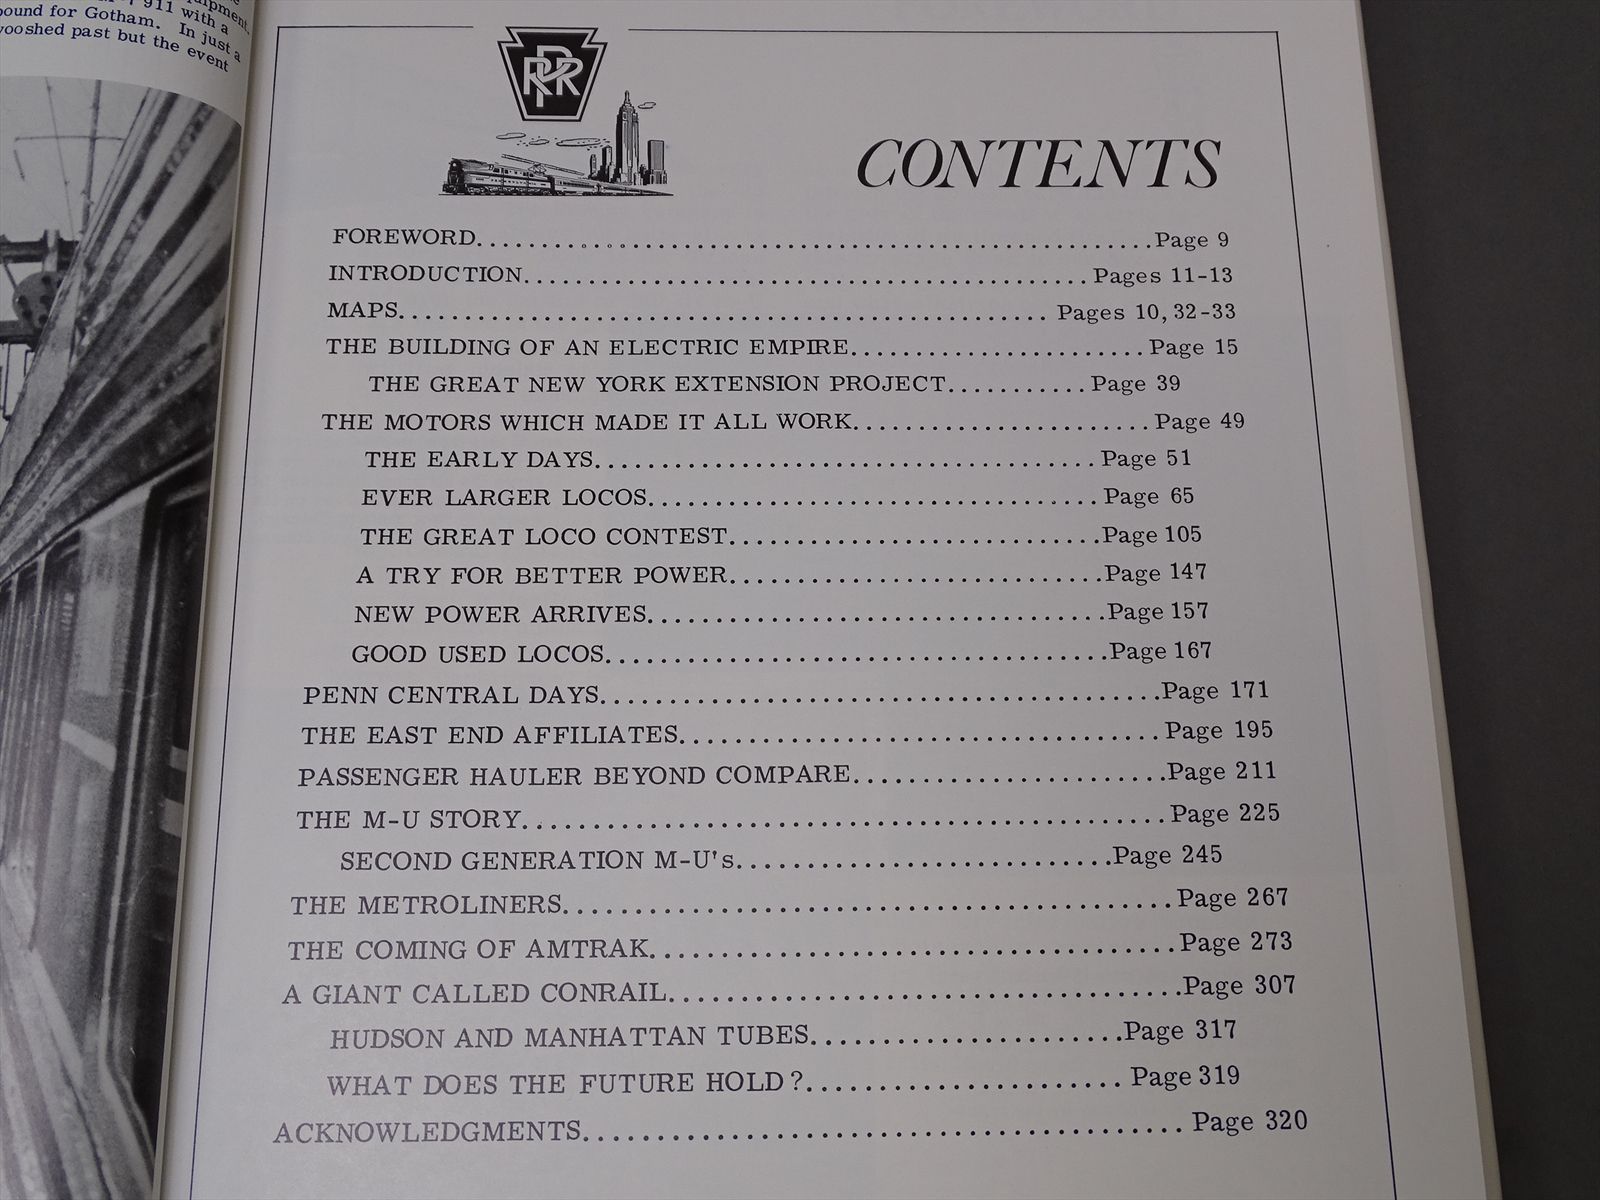 911 with a
bound for Gotham. In just a
wooshed past but the event
PRR
CONTENTS
FOREWORD.......... Page 9
INTRODUCTION.......... Pages 11-13
MAPS.......... Pages 10, 32-33
THE BUILDING OF AN ELECTRIC EMPIRE.......... Page 15
THE GREAT NEW YORK EXTENSION PROJECT.......... Page 39
THE MOTORS WHICH MADE IT ALL WORK.......... Page 49
THE EARLY DAYS.......... Page 51
EVER LARGER LOCOS.......... Page 65
THE GREAT LOCO CONTEST.......... Page 105
A TRY FOR BETTER POWER.......... Page 147
NEW POWER ARRIVES.......... Page 157
GOOD USED LOCOS.......... Page 167
PENN CENTRAL DAYS.......... Page 171
THE EAST END AFFILIATES.......... Page 195
PASSENGER HAULER BEYOND COMPARE.......... Page 211
THE M-U STORY.......... Page 225
SECOND GENERATION M-U's.......... Page 245
THE METROLINERS.......... Page 267
THE COMING OF AMTRAK.......... Page 273
A GIANT CALLED CONRAIL.......... Page 307
HUDSON AND MANHATTAN TUBES.......... Page 317
WHAT DOES THE FUTURE HOLD?.......... Page 319
ACKNOWLEDGMENTS.......... Page 320